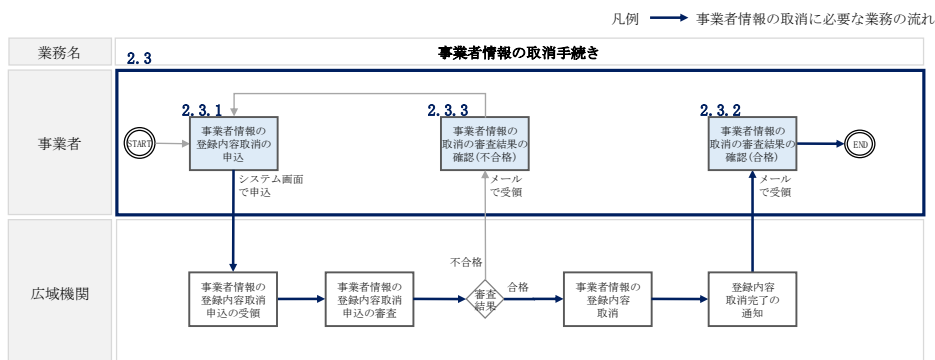 凡例 事業者情報の取消に必要な業務の流れ
業務名
2.3
事業者情報の取消手続き
事業者
START
2.3.1
事業者情報の
登録内容取消の
申込
2.3.3
事業者情報の
取消の審査結果の
確認(不合格)
2.3.2
事業者情報の
取消の審査結果の
確認(合格)
END
システム画面
で申込
メール
で受領
メール
で受領
広域機関
事業者情報の
登録内容取消
申込の受領
事業者情報の
登録内容取消
申込の審査
不合格
審査
結果
合格
事業者情報の
登録内容
取消
登録内容
取消完了の
通知